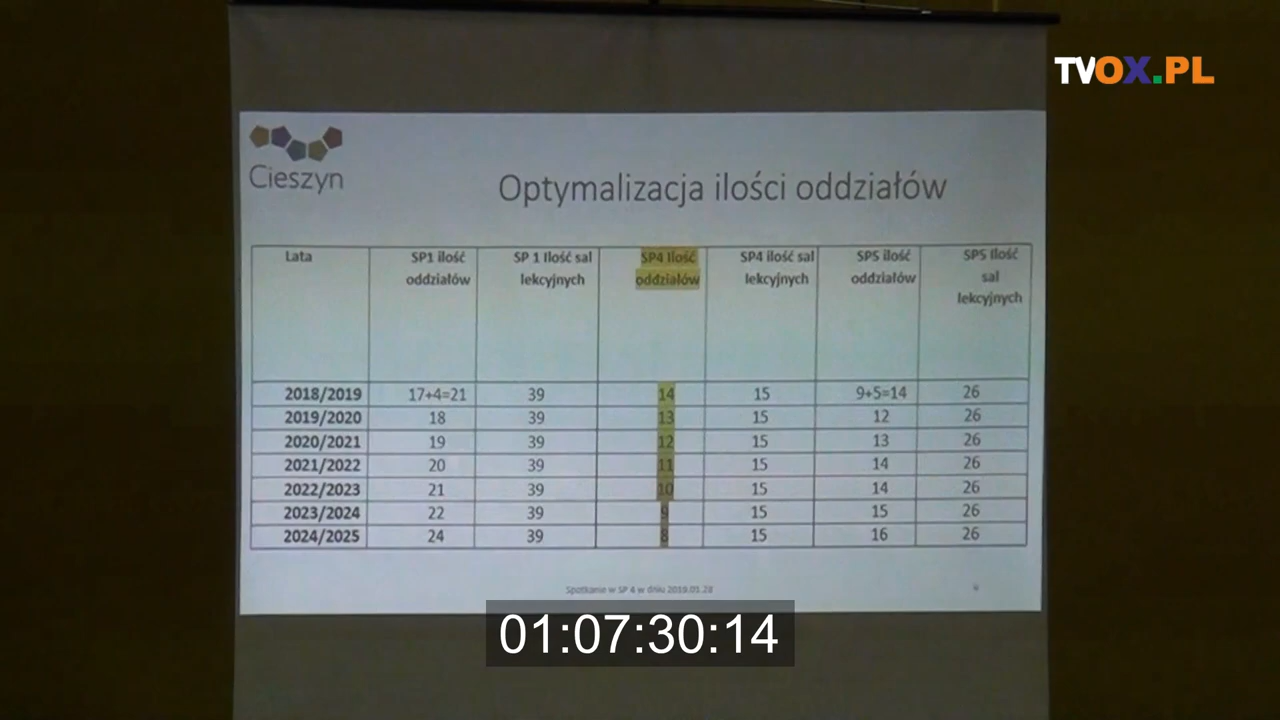 TVOX.PL
Cieszyn
Optymalizacja ilości oddziałów
Lata SP1 ilość oddziałów SP 1 Ilość sal lekcyjnych SP4 Ilość oddziałów SP4 ilość sal lekcyjnych SP5 ilość oddziałów SP5 Ilość sal lekcyjnych
2018/2019 17+4=21 39 14 15 9+5=14 26
2019/2020 18 39 13 15 12 26
2020/2021 19 39 12 15 13 26
2021/2022 20 39 11 15 14 26
2022/2023 21 39 10 15 14 26
2023/2024 22 39 9 15 15 26
2024/2025 24 39 8 15 16 26
Spotkanie w SP 4 w dniu 2019.01.28
01:07:30:14